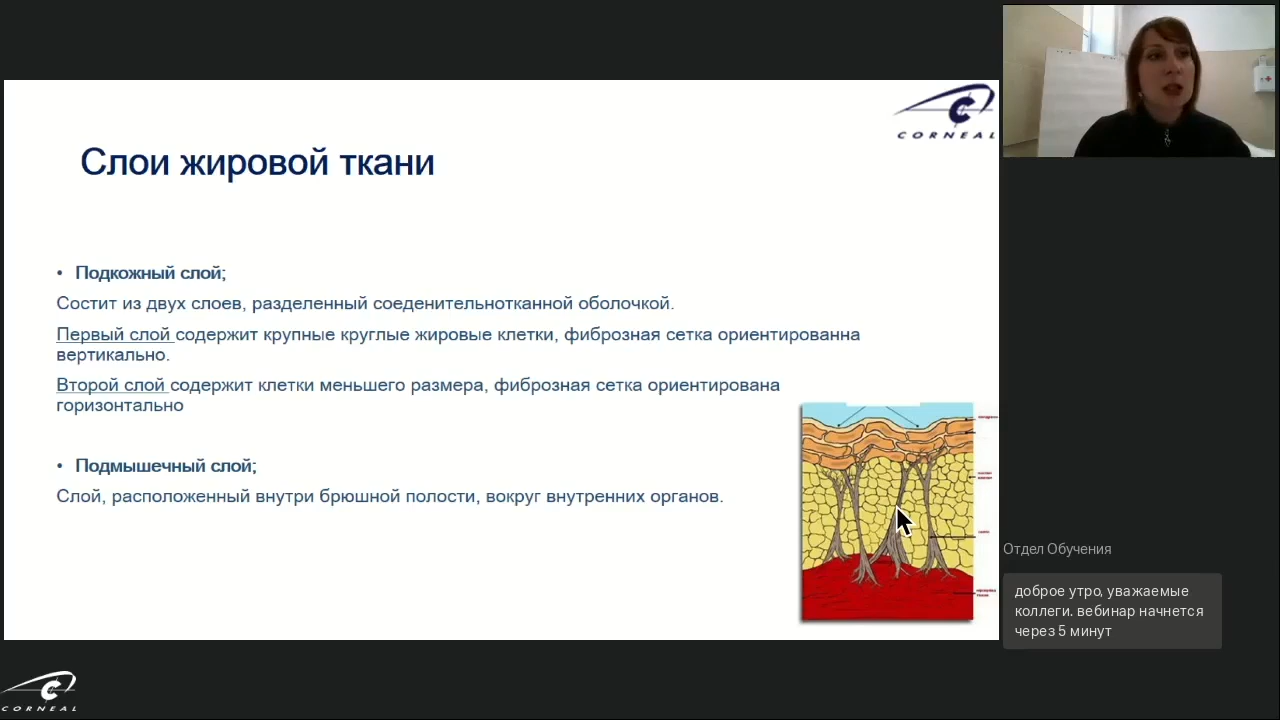 CORNEAL
Слои жировой ткани
• Подкожный слой;
Состит из двух слоев, разделенный соеденительнотканной оболочкой.
Первый слой содержит крупные круглые жировые клетки, фиброзная сетка ориентированна
вертикально.
Второй слой содержит клетки меньшего размера, фиброзная сетка ориентирована
горизонтально
• Подмышечный слой;
Слой, расположенный внутри брюшной полости, вокруг внутренних органов.
Отдел Обучения
доброе утро, уважаемые
коллеги. вебинар начнется
через 5 минут
CORNEAL